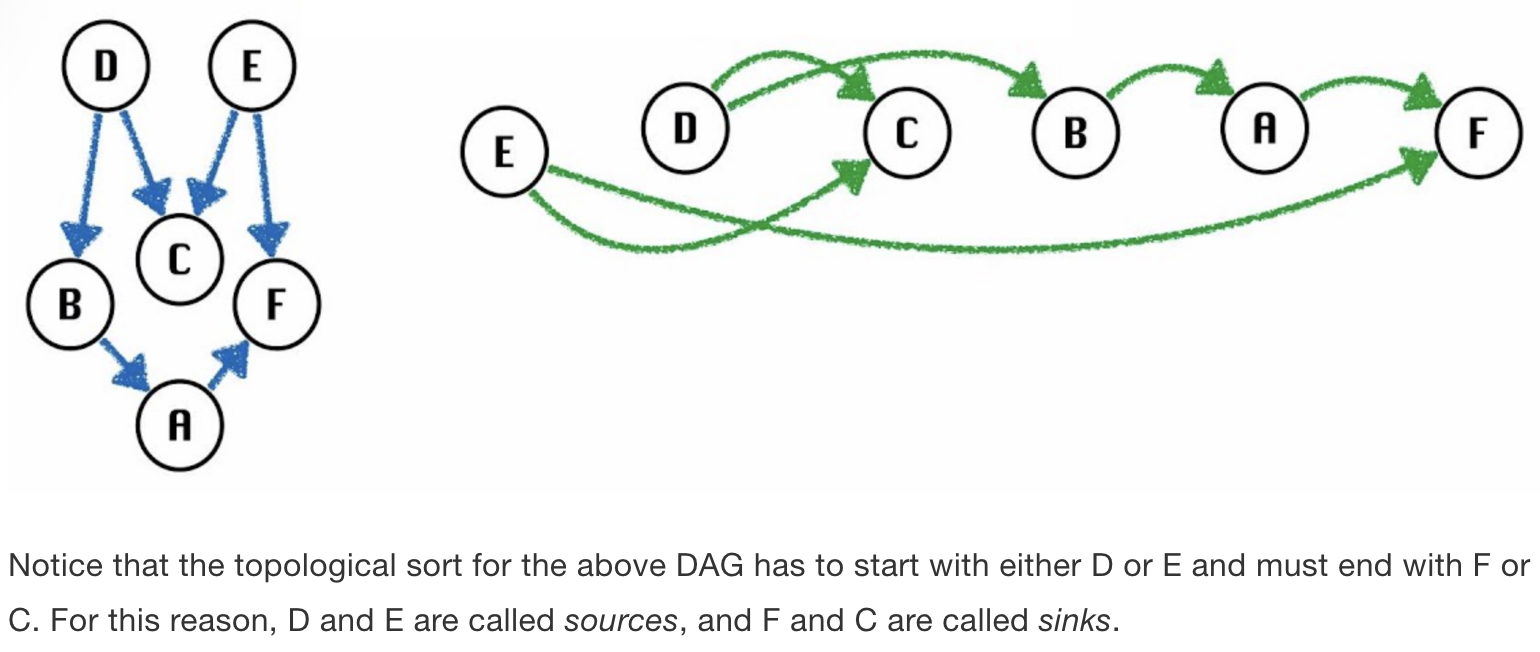 D E
E D C B A F
C
B F
A
Notice that the topological sort for the above DAG has to start with either D or E and must end with F or
C. For this reason, D and E are called sources, and F and C are called sinks.